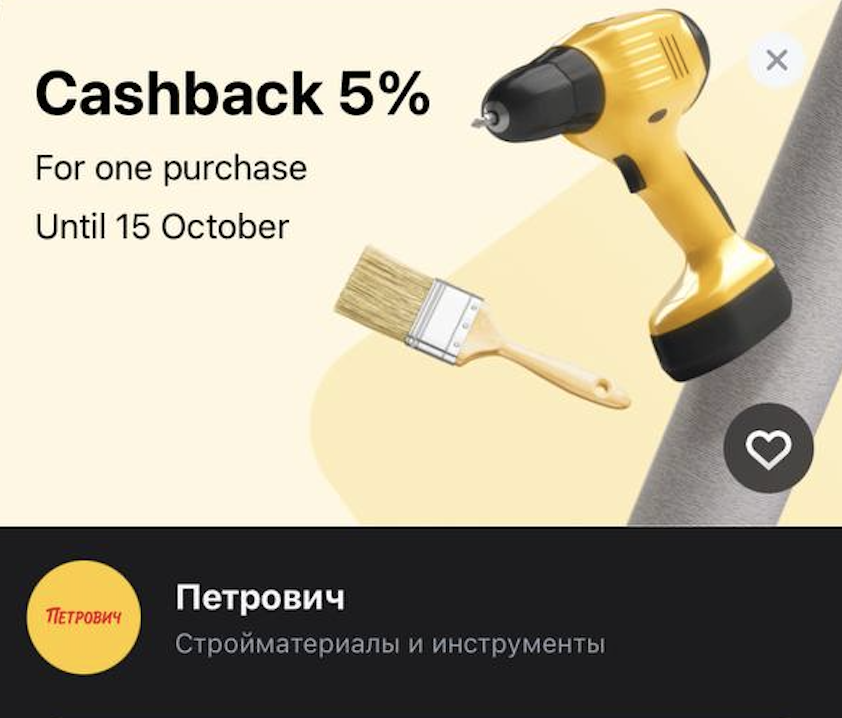 Cashback 5%
For one purchase
Until 15 October
Петрович
Петрович
Стройматериалы и инструменты